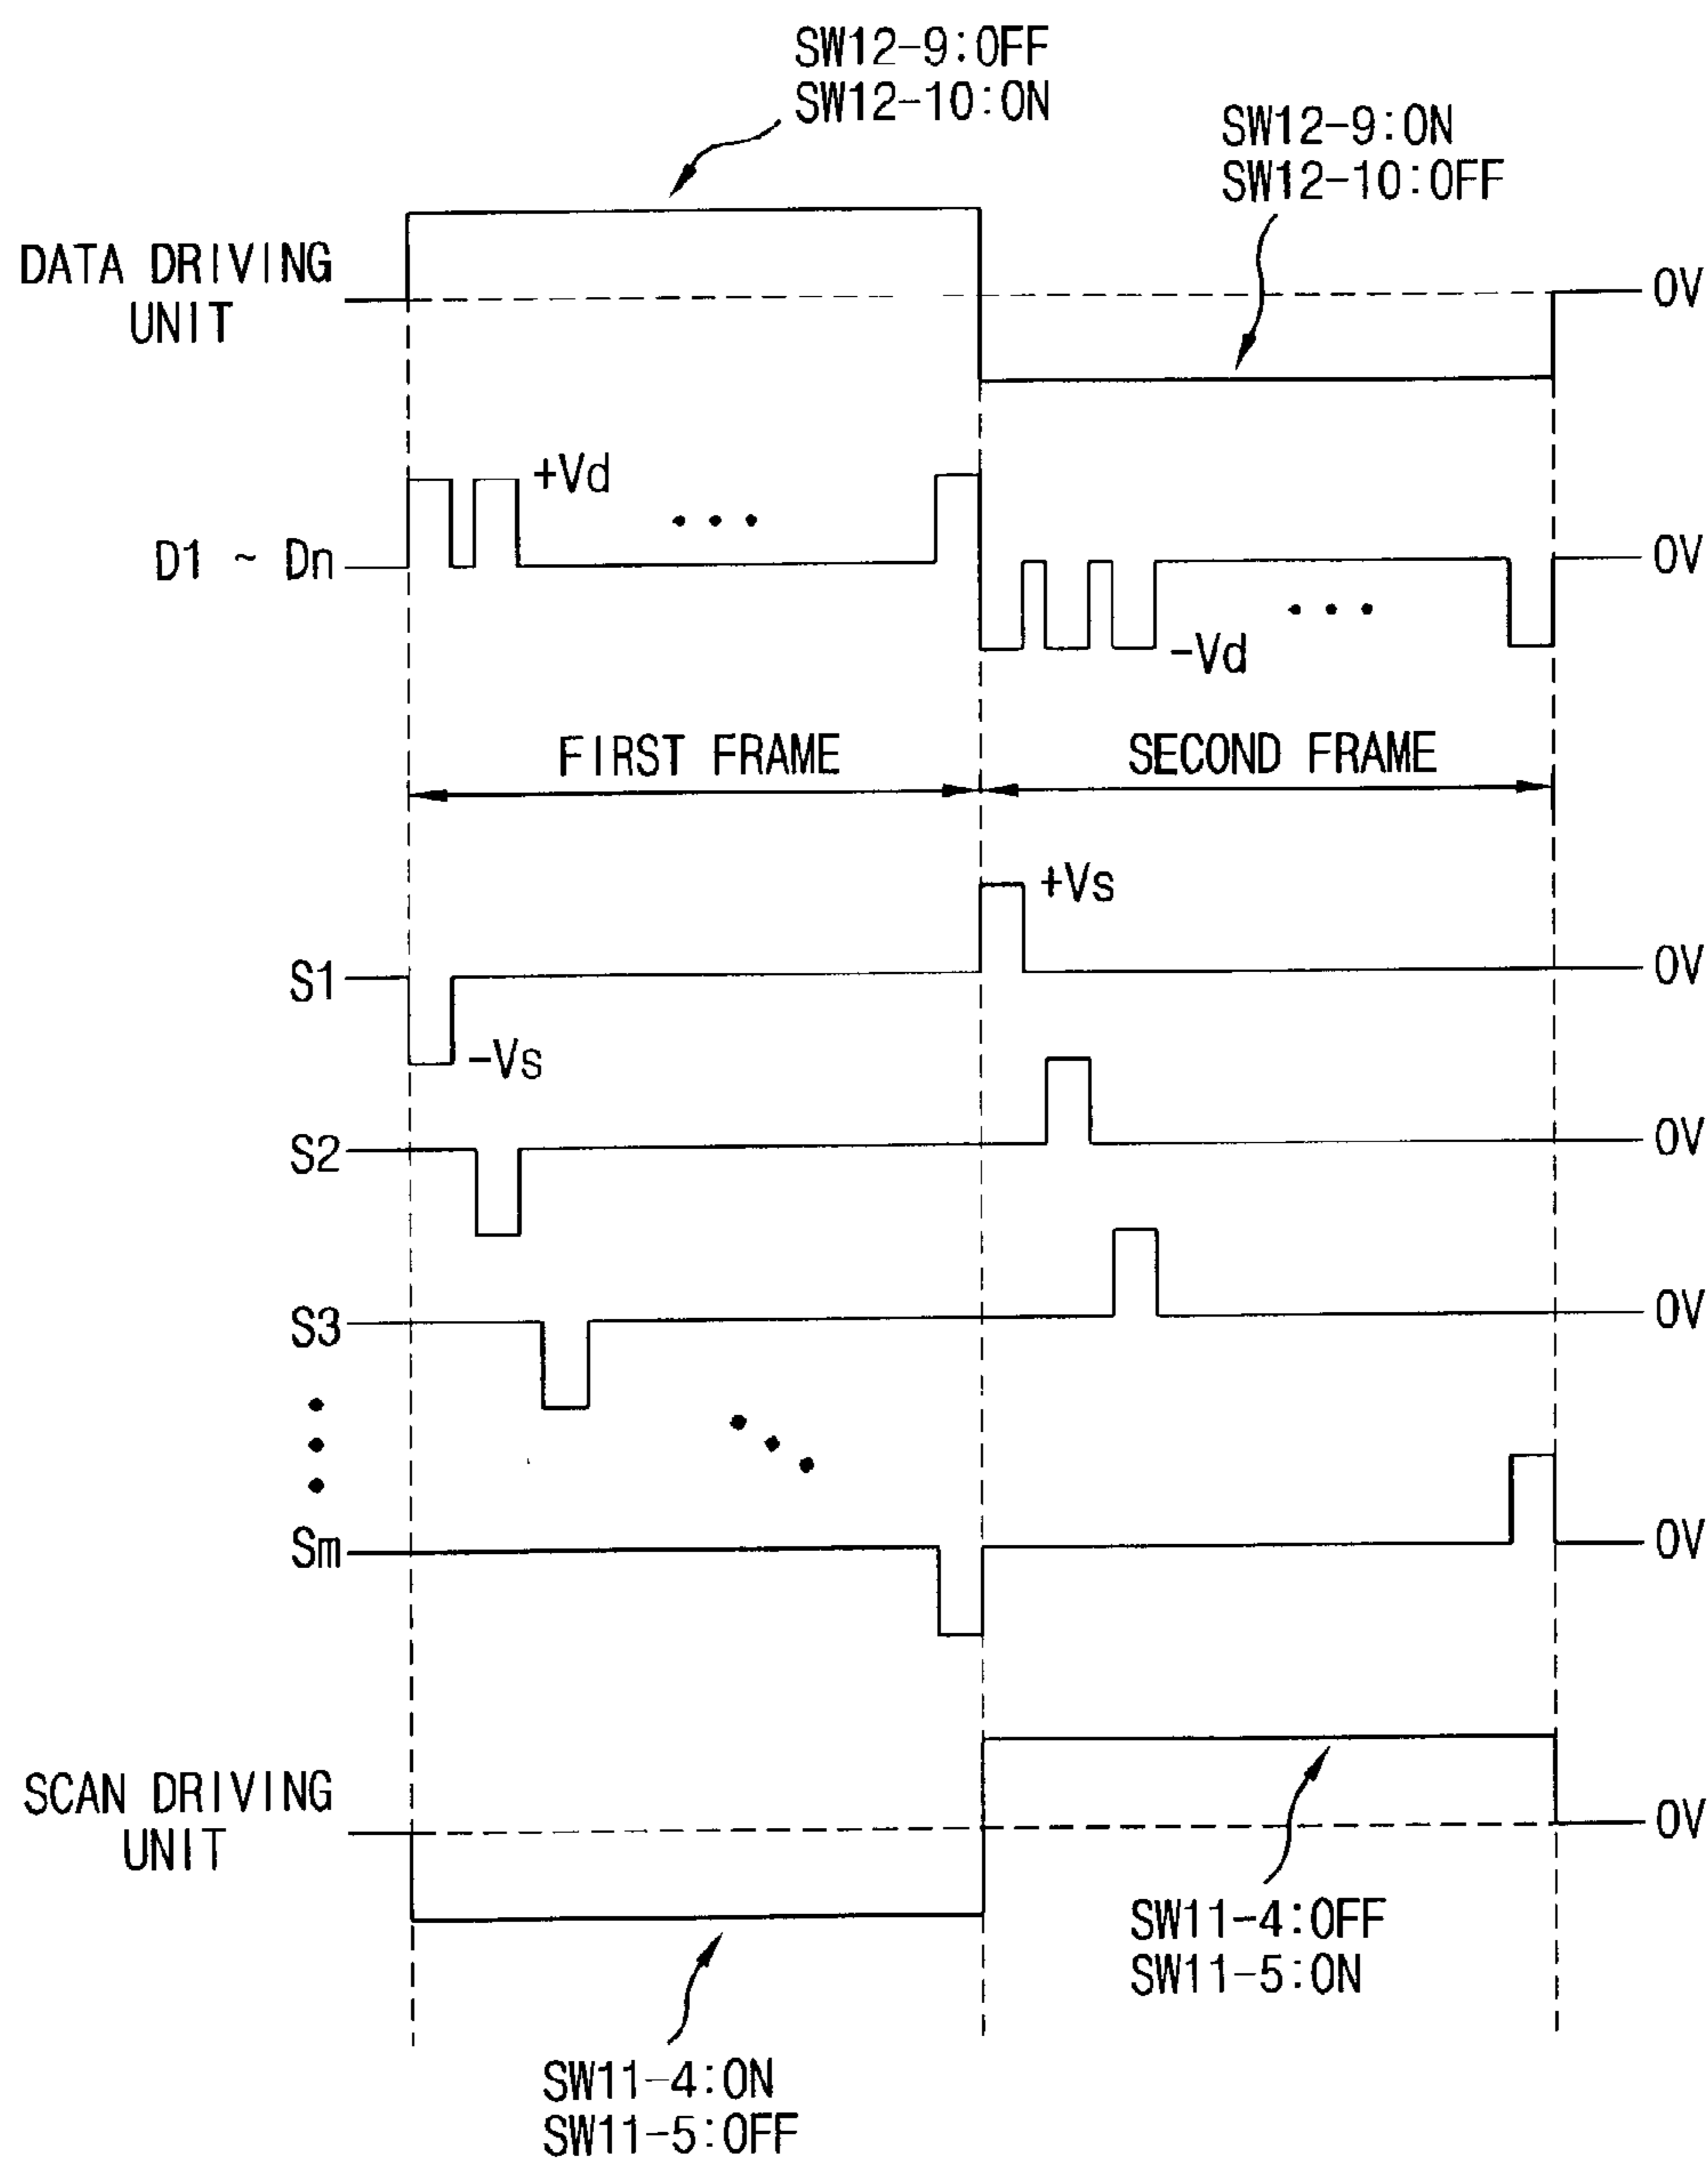 SW12-9:OFF
SW12-10:ON
SW12-9:ON
SW12-10:OFF
DATA DRIVING
UNIT
0V
+Vd
D1 ~ Dn
0V
-Vd
FIRST FRAME
SECOND FRAME
+Vs
S1
0V
-Vs
S2
0V
S3
0V
Sm
0V
SCAN DRIVING
UNIT
0V
SW11-4:OFF
SW11-5:ON
SW11-4:ON
SW11-5:OFF